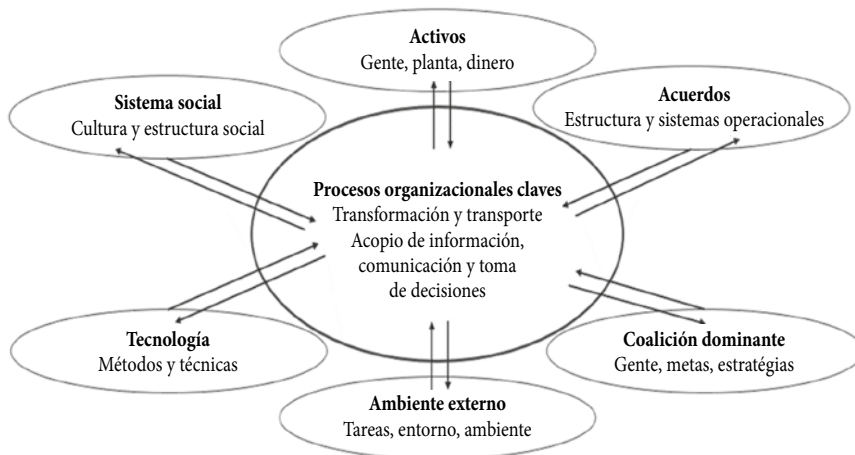 Activos
Gente, planta, dinero
Sistema social
Cultura y estructura social
Acuerdos
Estructura y sistemas operacionales
Procesos organizacionales claves
Transformación y transporte
Acopio de información,
comunicación y toma
de decisiones
Tecnología
Métodos y técnicas
Coalición dominante
Gente, metas, estratégias
Ambiente externo
Tareas, entorno, ambiente